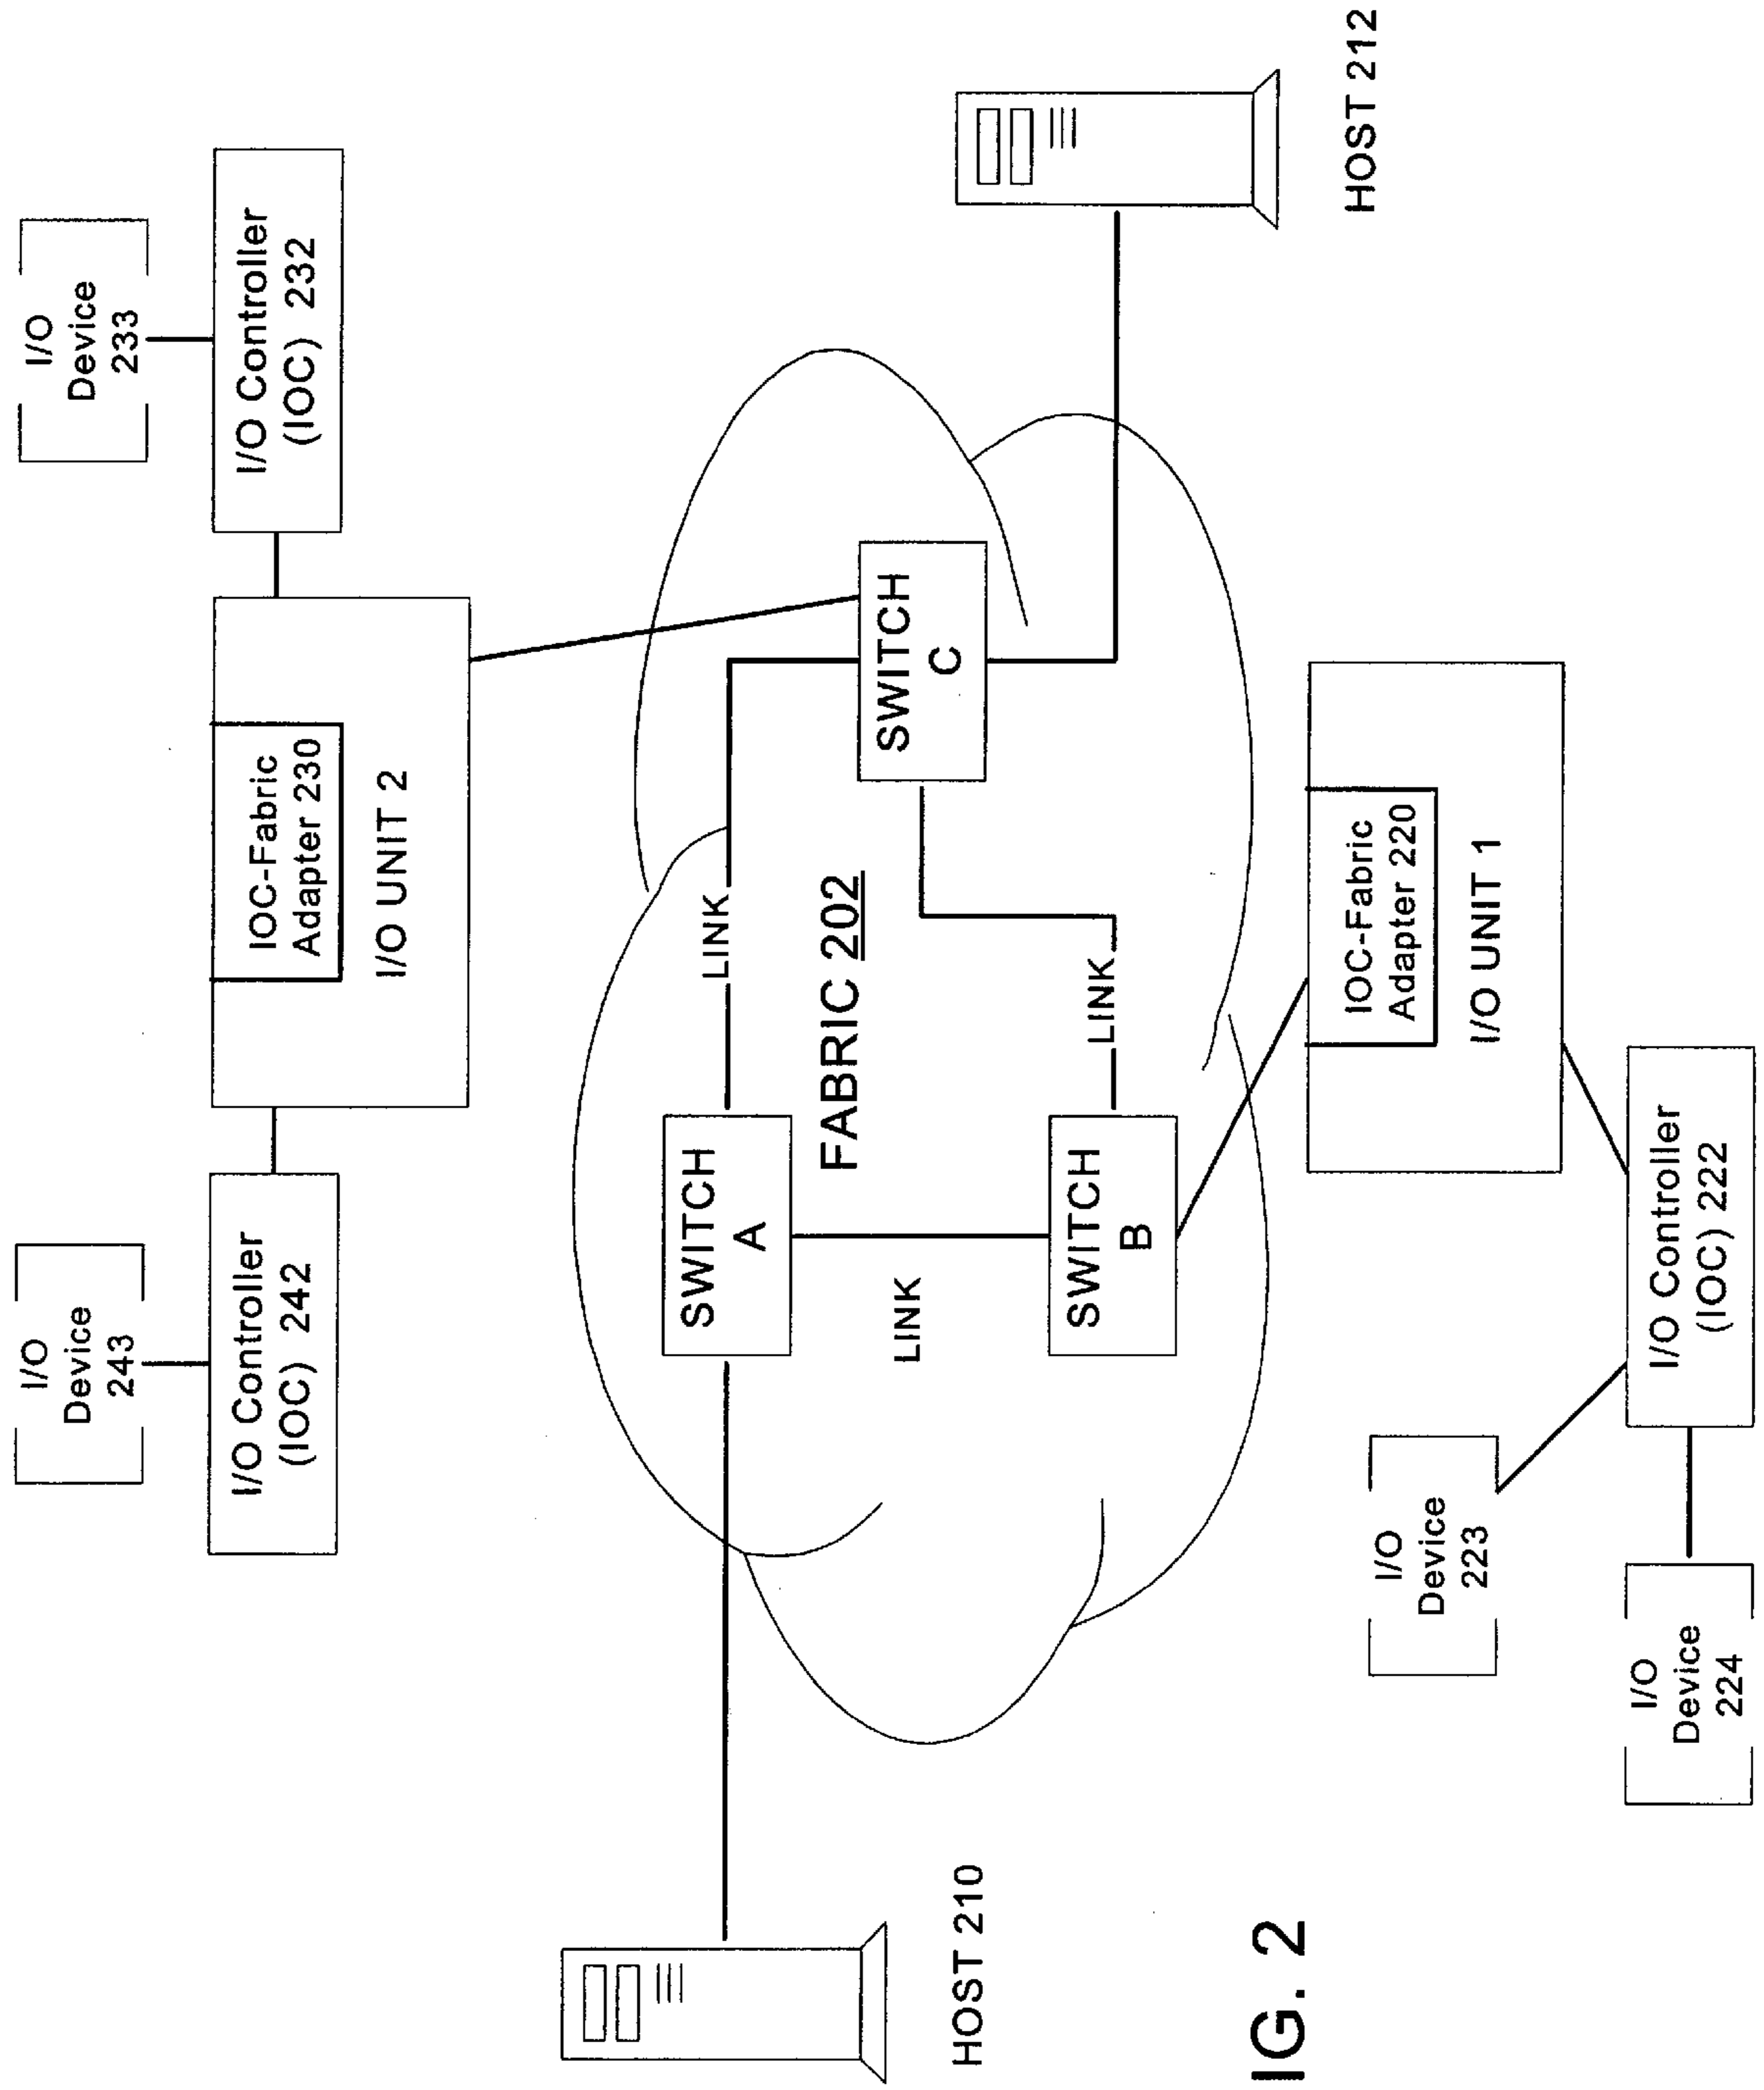 I/O
Device
243
I/O
Device
233
I/O Controller
(IOC) 242
IOC-Fabric
Adapter 230
I/O UNIT 2
I/O Controller
(IOC) 232
HOST 210
SWITCH
A
LINK
FABRIC 202
LINK
SWITCH
B
LINK
SWITCH
C
HOST 212
I/O
Device
223
IOC-Fabric
Adapter 220
I/O UNIT 1
I/O
Device
224
I/O Controller
(IOC) 222
IG. 2